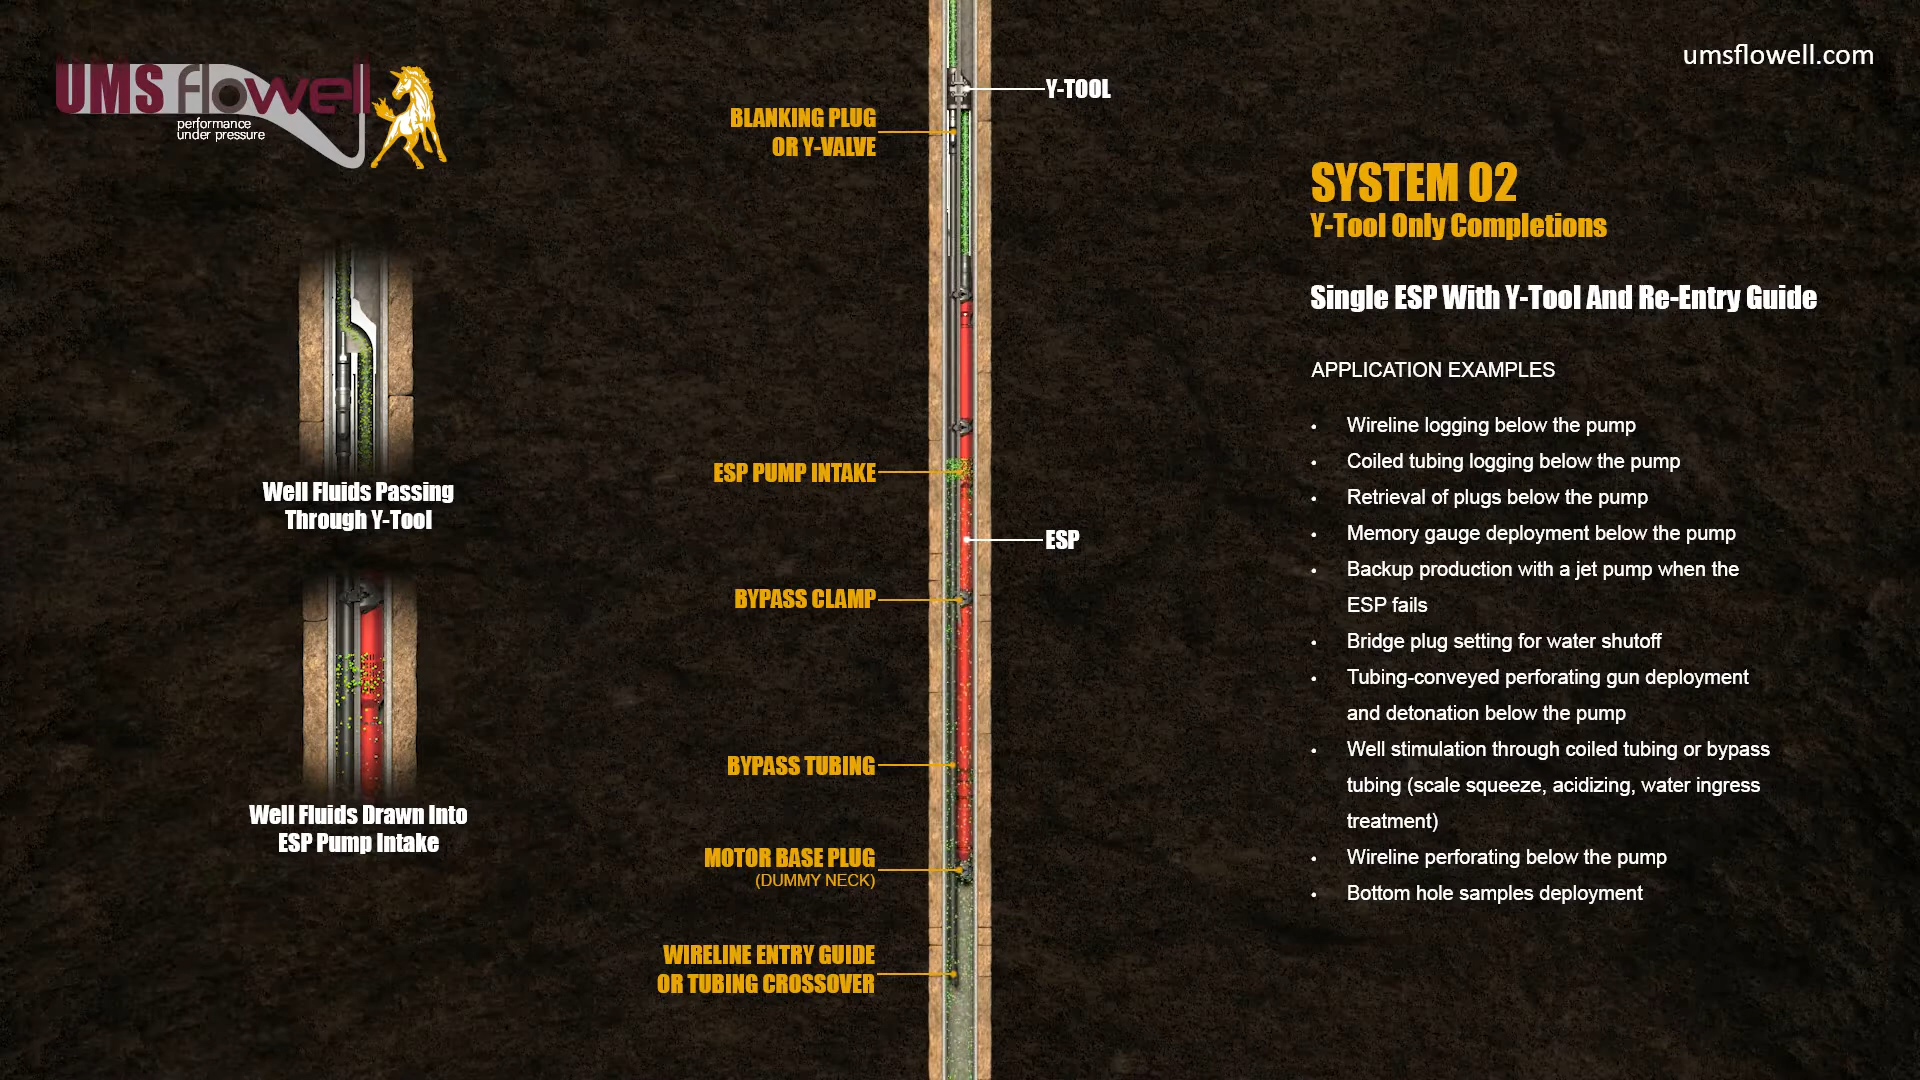 UMS flowell
performance
under pressure
umsflowell.com
Y-TOOL
BLANKING PLUG
OR Y-VALVE
ESP PUMP INTAKE
ESP
BYPASS CLAMP
BYPASS TUBING
MOTOR BASE PLUG
(DUMMY NECK)
WIRELINE ENTRY GUIDE
OR TUBING CROSSOVER
Well Fluids Passing
Through Y-Tool
Well Fluids Drawn Into
ESP Pump Intake
SYSTEM 02
Y-Tool Only Completions
Single ESP With Y-Tool And Re-Entry Guide
APPLICATION EXAMPLES
• Wireline logging below the pump
• Coiled tubing logging below the pump
• Retrieval of plugs below the pump
• Memory gauge deployment below the pump
• Backup production with a jet pump when the
ESP fails
• Bridge plug setting for water shutoff
• Tubing-conveyed perforating gun deployment
and detonation below the pump
• Well stimulation through coiled tubing or bypass
tubing (scale squeeze, acidizing, water ingress
treatment)
• Wireline perforating below the pump
• Bottom hole samples deployment